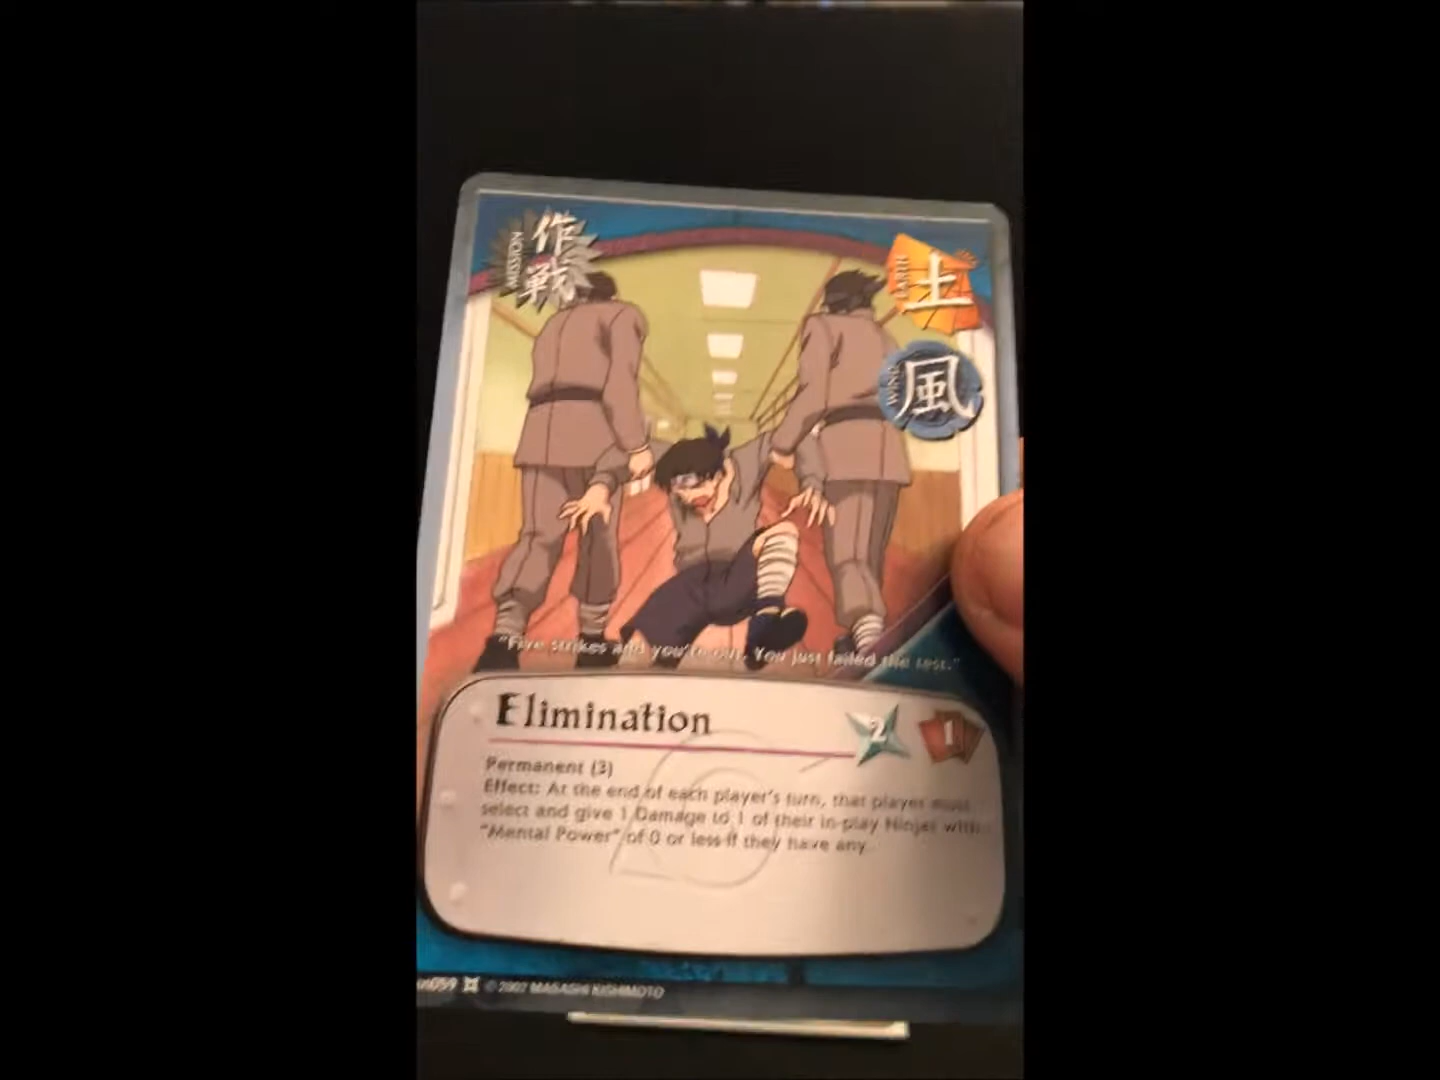 作戦
MISSION
土
EARTH
風
WIND
"Five strikes and you're out. You just failed the test."
Elimination
2
1
Permanent (3)
Effect: At the end of each player's turn, that player must
select and give 1 Damage to 1 of their in-play Ninjas with
"Mental Power" of 0 or less if they have any.
059 © 2002 MASASHI KISHIMOTO